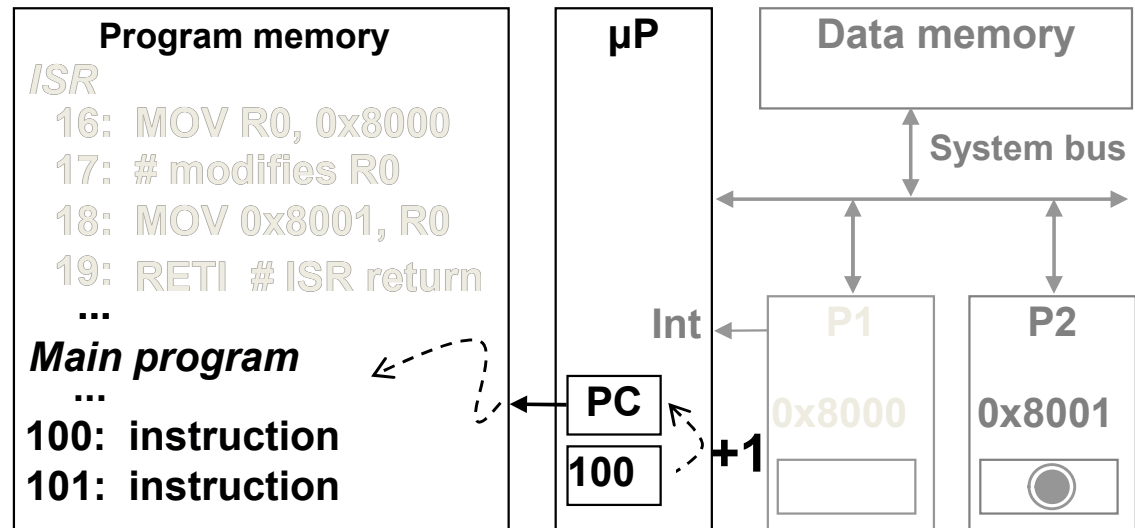 Program memory
ISR
16: MOV R0, 0x8000
17: # modifies R0
18: MOV 0x8001, R0
19: RETI # ISR return
...
Main program
...
100: instruction
101: instruction
μP
Int
PC
100
+1
Data memory
System bus
P1
0x8000
P2
0x8001